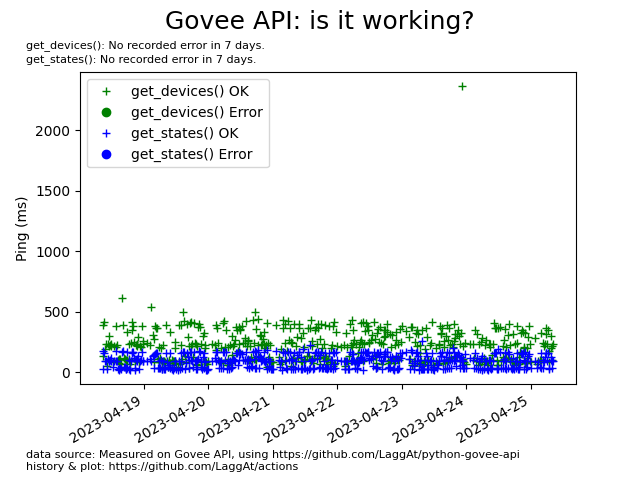 Govee API: is it working?
get_devices(): No recorded error in 7 days.
get_states(): No recorded error in 7 days.
get_devices() OK
get_devices() Error
get_states() OK
get_states() Error
Ping (ms)
2000
1500
1000
500
0
2023-04-19
2023-04-20
2023-04-21
2023-04-22
2023-04-23
2023-04-24
2023-04-25
data source: Measured on Govee API, using https://github.com/LaggAt/python-govee-api
history & plot: https://github.com/LaggAt/actions